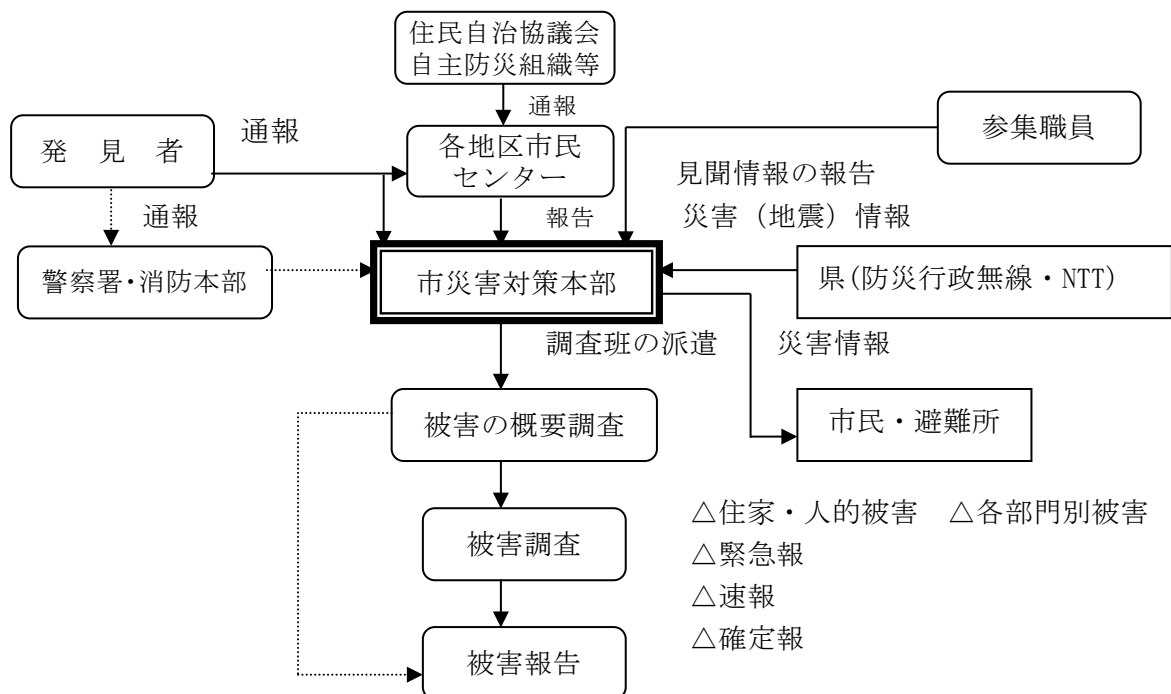 住民自治協議会
自主防災組織等
通報
発　見　者
通報
各地区市民
センター
参集職員
見聞情報の報告
通報
報告
災害（地震）情報
警察署・消防本部
市災害対策本部
県(防災行政無線・NTT)
調査班の派遣
災害情報
被害の概要調査
市民・避難所
被害調査
△住家・人的被害　△各部門別被害
△緊急報
△速報
△確定報
被害報告